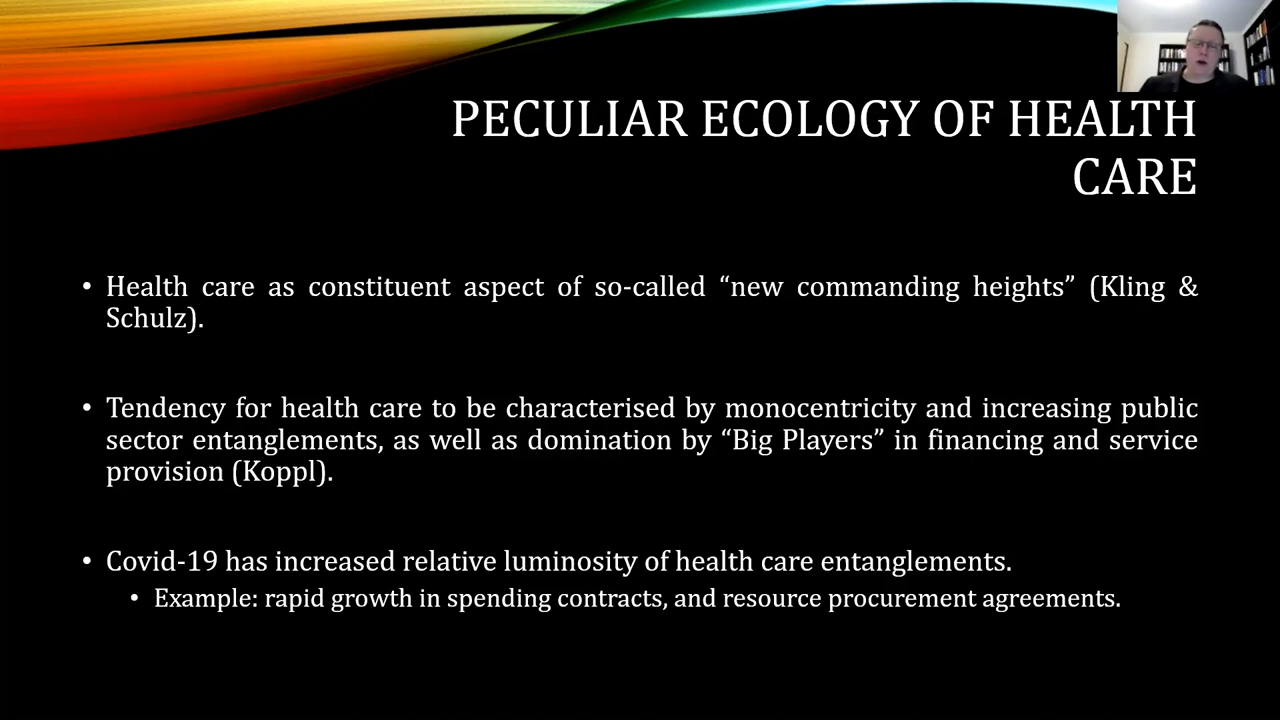 PECULIAR ECOLOGY OF HEALTH
CARE
• Health care as constituent aspect of so-called “new commanding heights” (Kling &
Schulz).
• Tendency for health care to be characterised by monocentricity and increasing public
sector entanglements, as well as domination by “Big Players” in financing and service
provision (Koppl).
• Covid-19 has increased relative luminosity of health care entanglements.
• Example: rapid growth in spending contracts, and resource procurement agreements.